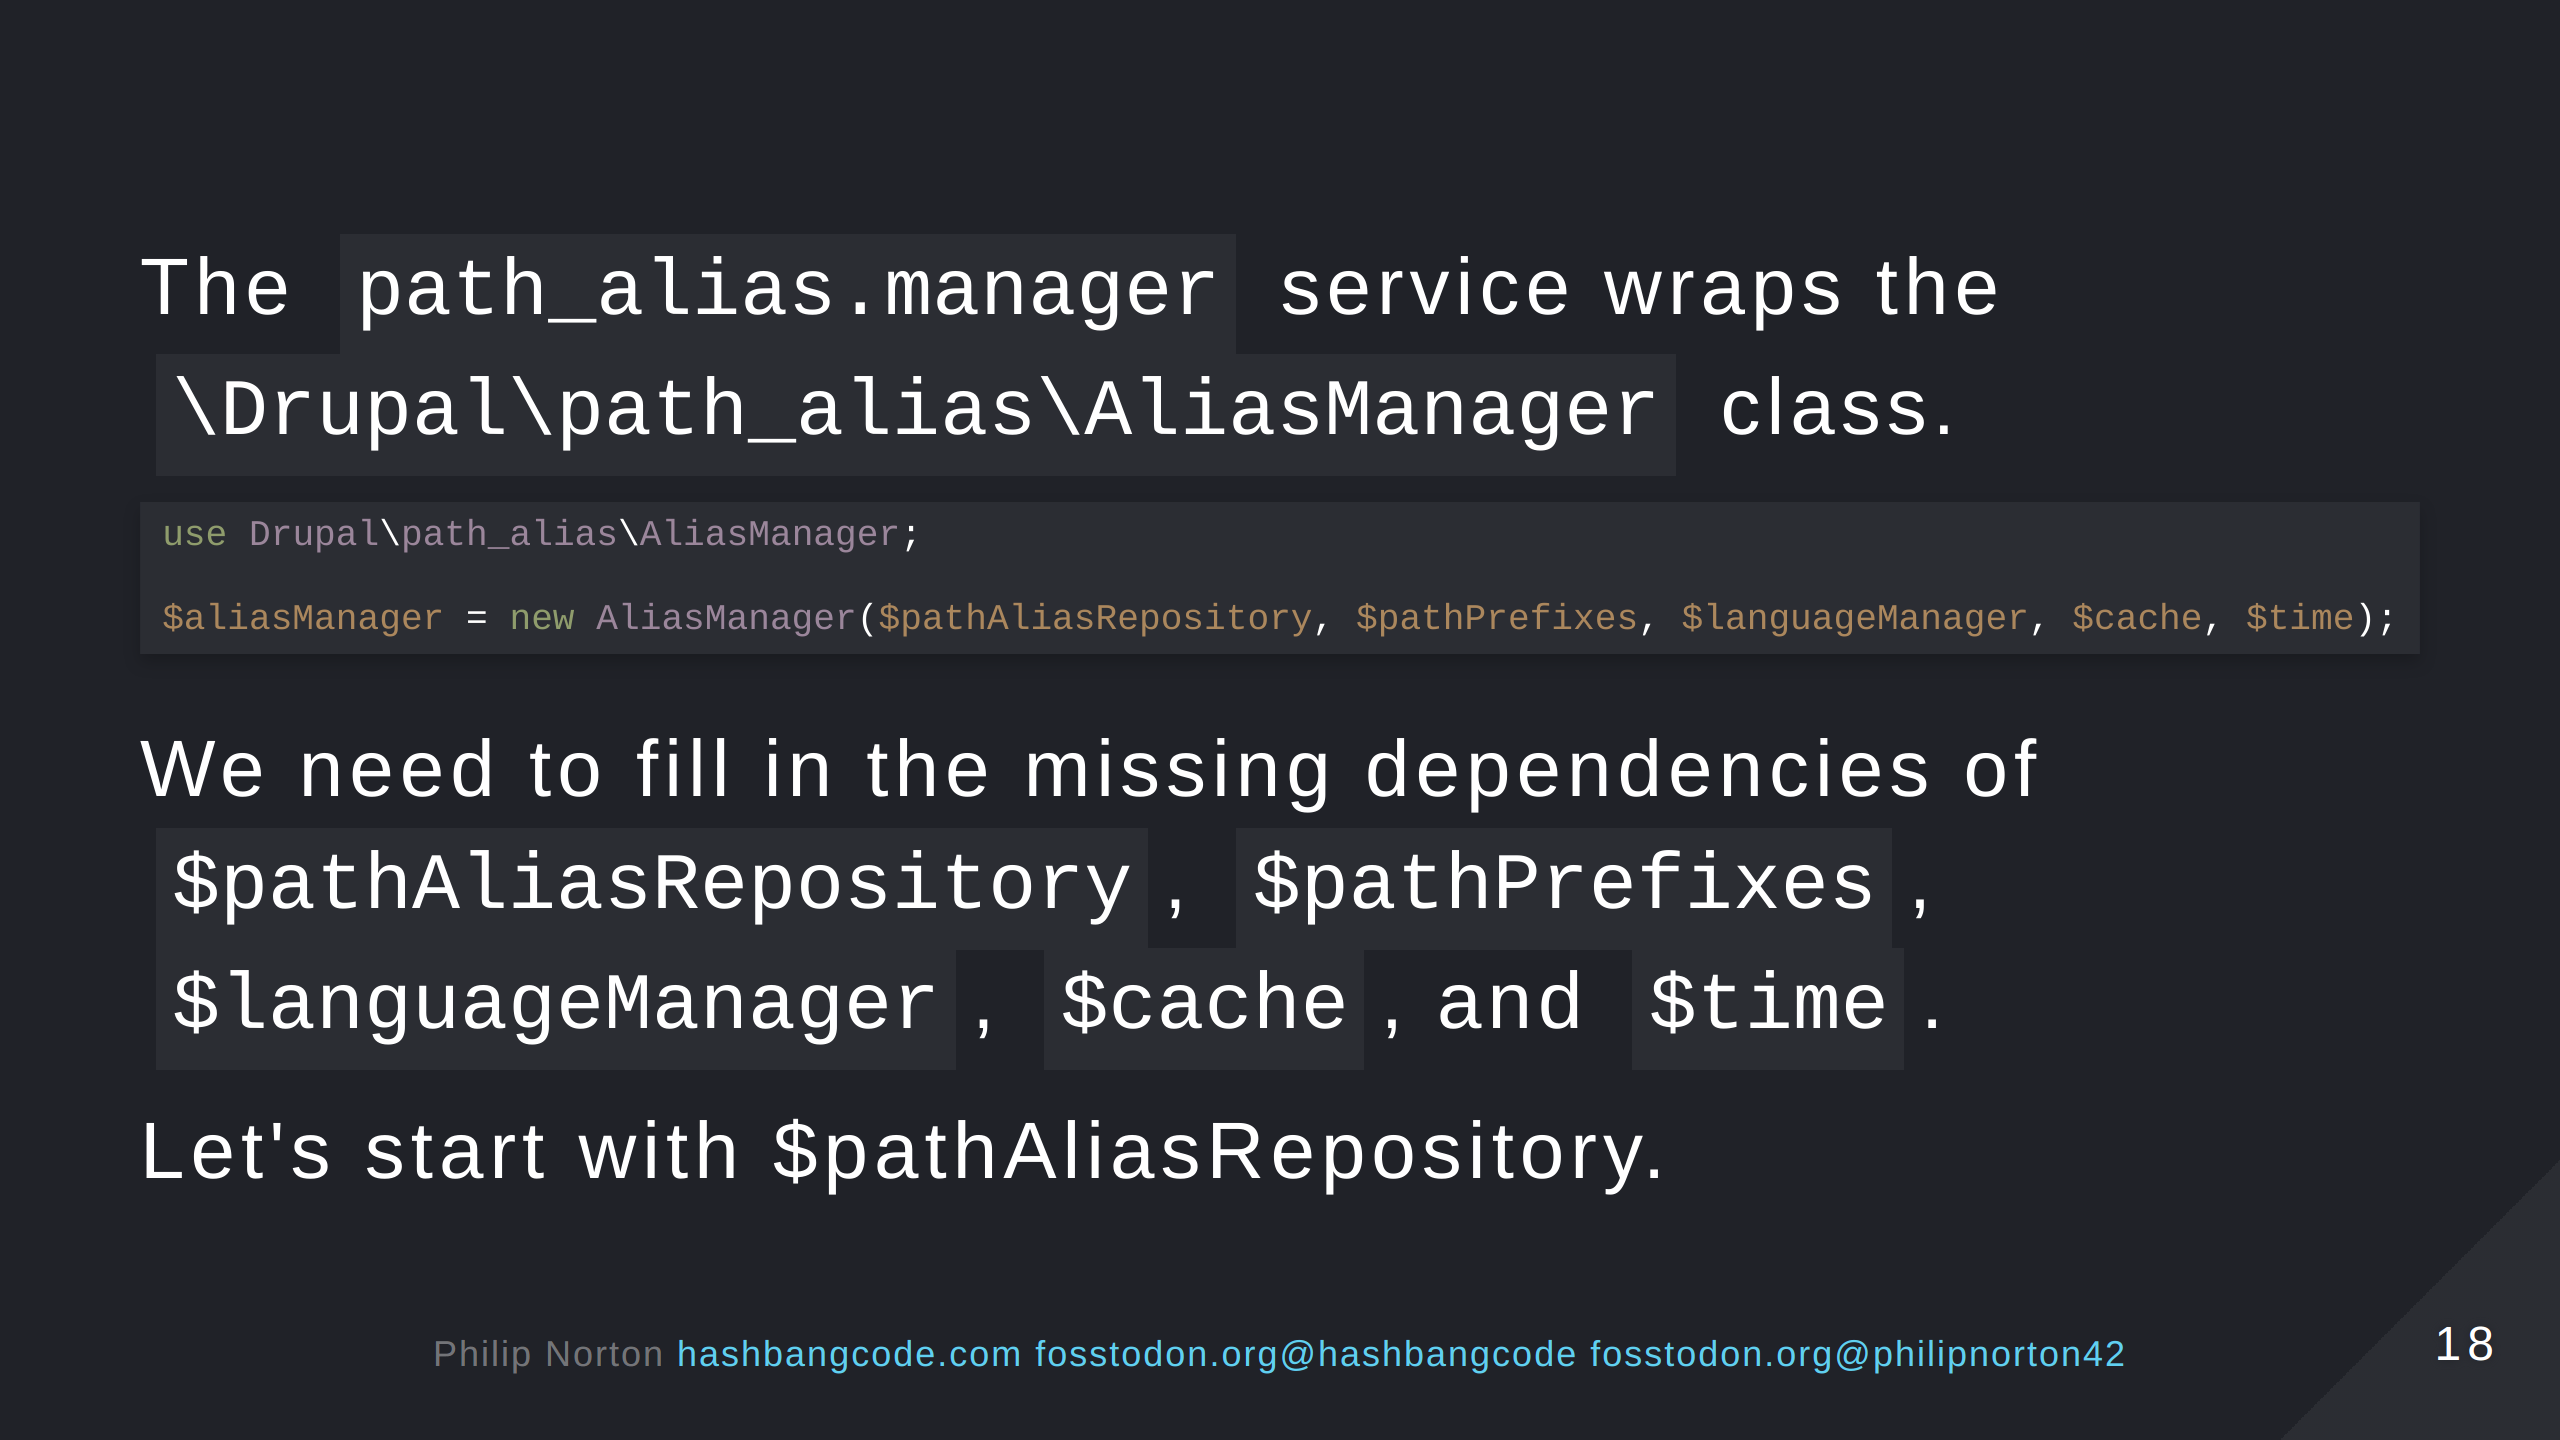 The path_alias.manager service wraps the
\Drupal\path_alias\AliasManager class.
use Drupal\path_alias\AliasManager;
$aliasManager = new AliasManager($pathAliasRepository, $pathPrefixes, $languageManager, $cache, $time);
We need to fill in the missing dependencies of
$pathAliasRepository, $pathPrefixes,
$languageManager, $cache, and $time.
Let's start with $pathAliasRepository.
Philip Norton hashbangcode.com fosstodon.org@hashbangcode fosstodon.org@philipnorton42
18